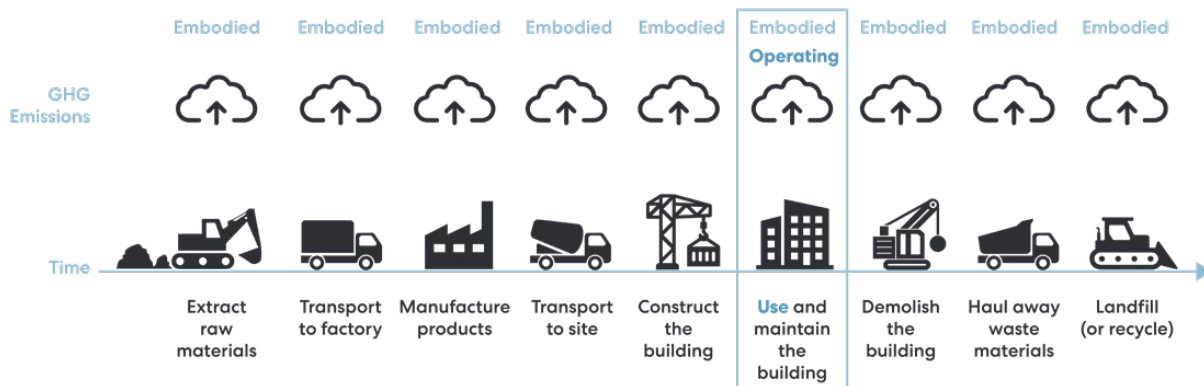 Embodied Embodied Embodied Embodied Embodied Embodied Embodied Embodied Embodied
Operating
GHG
Emissions
Time
Extract
raw
materials
Transport
to factory
Manufacture
products
Transport
to site
Construct
the
building
Use and
maintain
the
building
Demolish
the
building
Haul away
waste
materials
Landfill
(or recycle)